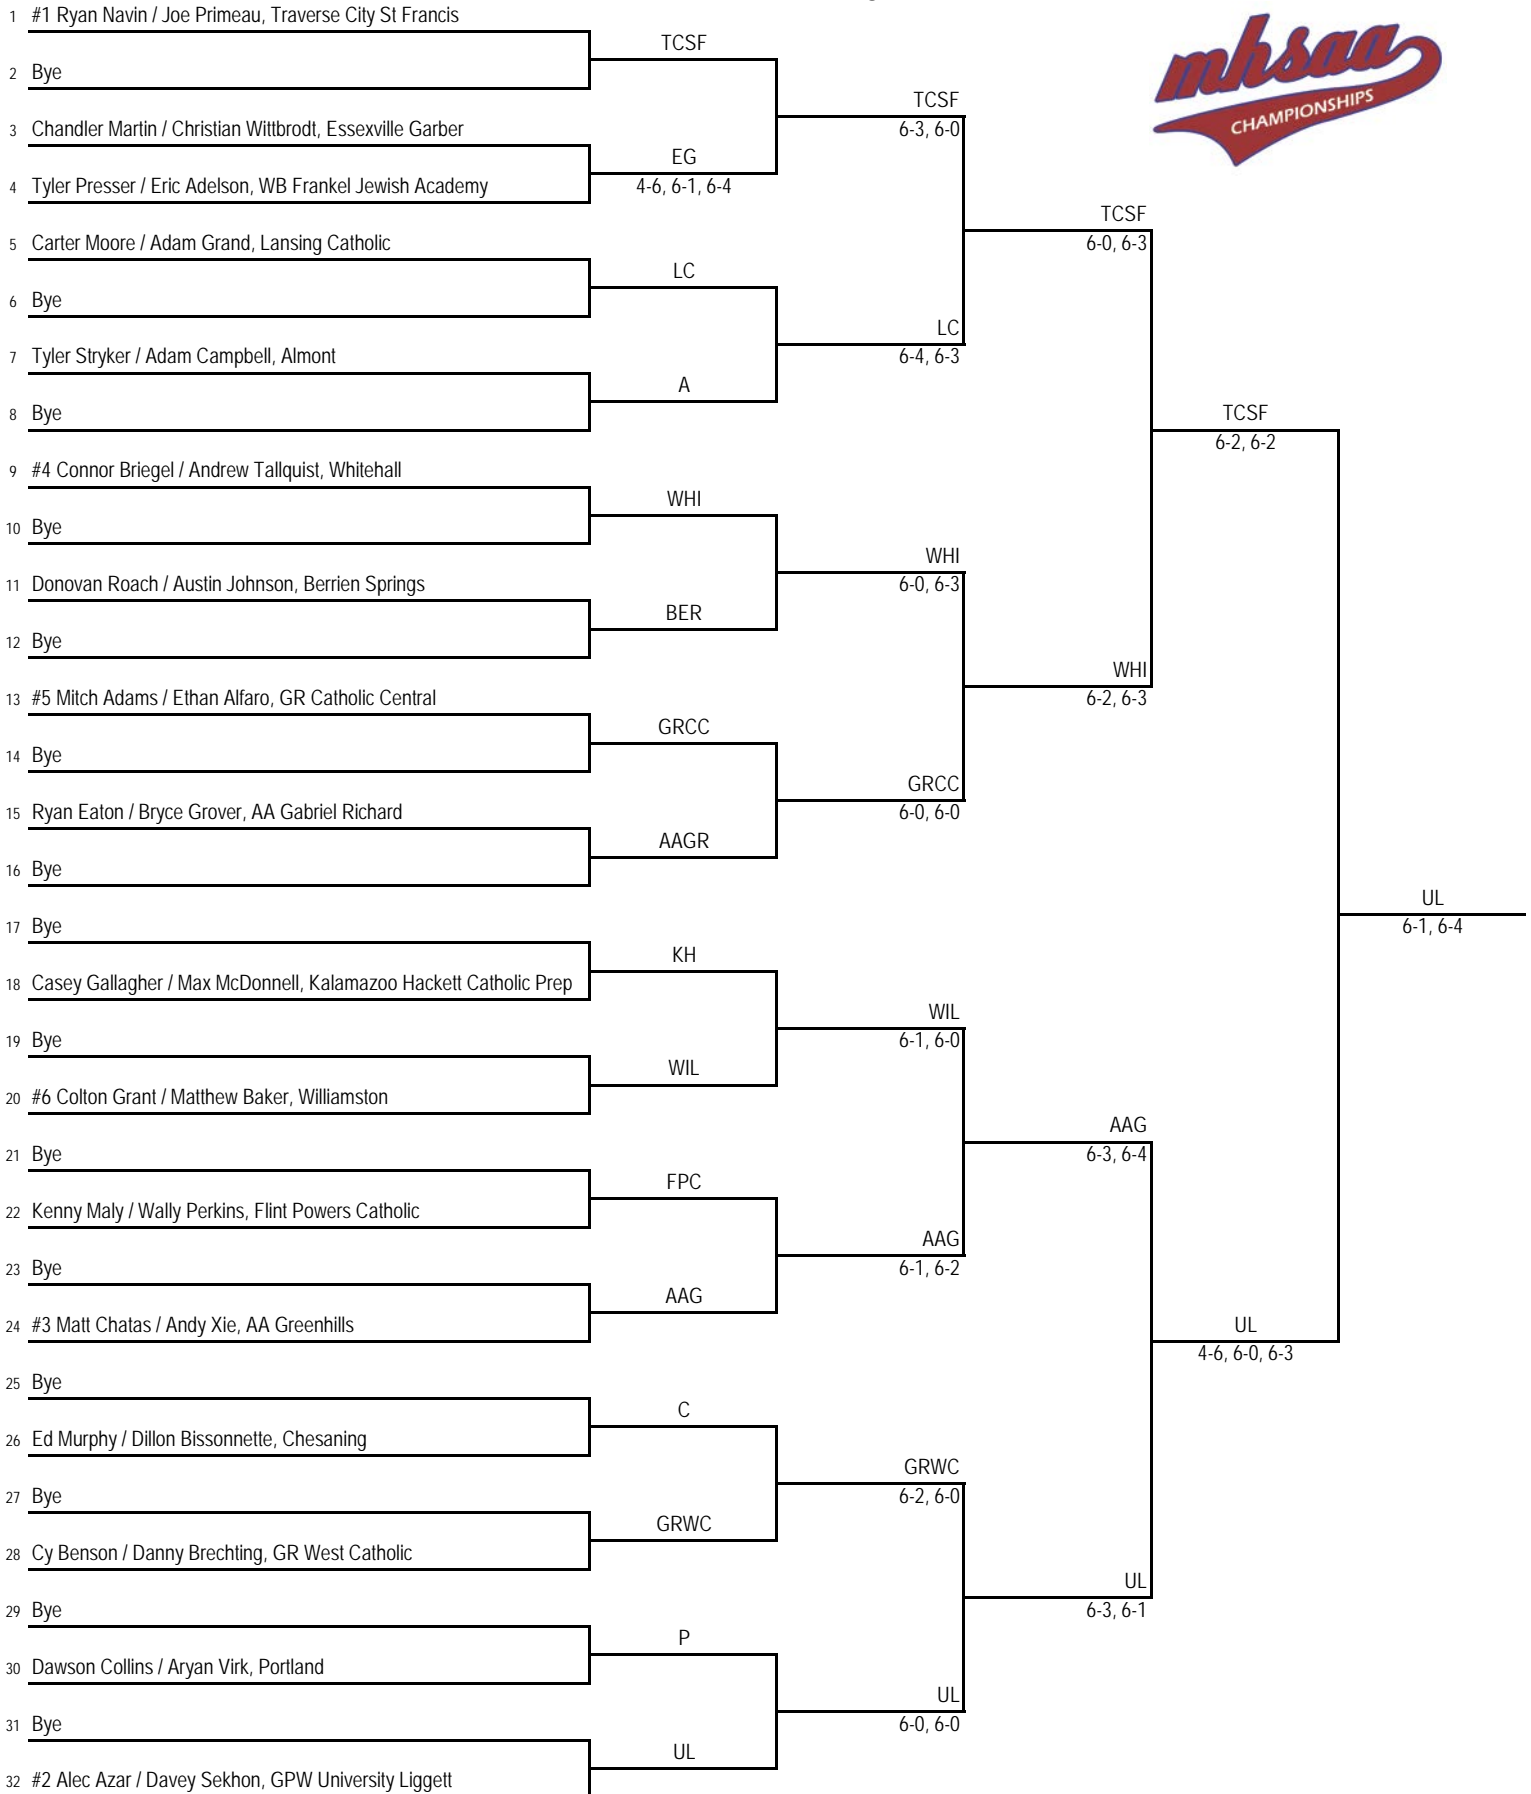 1 #1 Ryan Navin / Joe Primeau, Traverse City St Francis
TCSF
2 Bye
TCSF
6-3, 6-0
3 Chandler Martin / Christian Wittbrodt, Essexville Garber
EG
4-6, 6-1, 6-4
4 Tyler Presser / Eric Adelson, WB Frankel Jewish Academy
TCSF
6-0, 6-3
5 Carter Moore / Adam Grand, Lansing Catholic
LC
6 Bye
LC
6-4, 6-3
7 Tyler Stryker / Adam Campbell, Almont
A
8 Bye
TCSF
6-2, 6-2
9 #4 Connor Briegel / Andrew Tallquist, Whitehall
WHI
10 Bye
WHI
6-0, 6-3
11 Donovan Roach / Austin Johnson, Berrien Springs
BER
12 Bye
WHI
6-2, 6-3
13 #5 Mitch Adams / Ethan Alfaro, GR Catholic Central
GRCC
14 Bye
GRCC
6-0, 6-0
15 Ryan Eaton / Bryce Grover, AA Gabriel Richard
AAGR
16 Bye
UL
6-1, 6-4
17 Bye
KH
18 Casey Gallagher / Max McDonnell, Kalamazoo Hackett Catholic Prep
WIL
6-1, 6-0
19 Bye
WIL
20 #6 Colton Grant / Matthew Baker, Williamston
AAG
6-3, 6-4
21 Bye
FPC
22 Kenny Maly / Wally Perkins, Flint Powers Catholic
AAG
6-1, 6-2
23 Bye
AAG
24 #3 Matt Chatas / Andy Xie, AA Greenhills
UL
4-6, 6-0, 6-3
25 Bye
C
26 Ed Murphy / Dillon Bissonnette, Chesaning
GRWC
6-2, 6-0
27 Bye
GRWC
28 Cy Benson / Danny Brechting, GR West Catholic
UL
6-3, 6-1
29 Bye
P
30 Dawson Collins / Aryan Virk, Portland
UL
6-0, 6-0
31 Bye
UL
32 #2 Alec Azar / Davey Sekhon, GPW University Liggett
mhsaa
CHAMPIONSHIPS